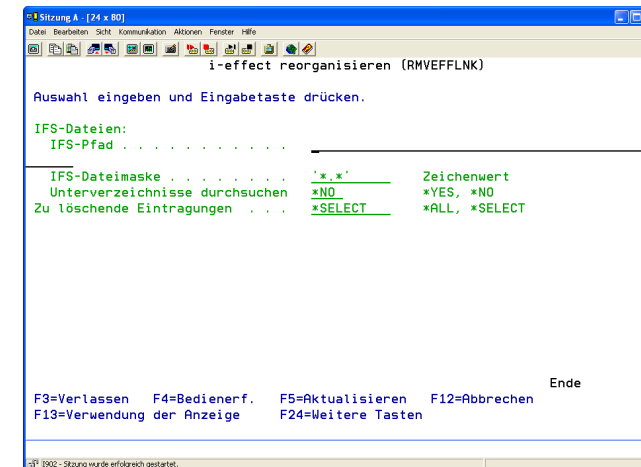 Sitzung A - [24 x 80]
Datei Bearbeiten Sicht Kommunikation Aktionen Fenster Hilfe
i-effect reorganisieren (RMVEFFLNK)
Auswahl eingeben und Eingabetaste drücken.
IFS-Dateien:
IFS-Pfad . . . . . . . . . . .
IFS-Dateimaske . . . . . . . . '*.*' Zeichenwert
Unterverzeichnisse durchsuchen *NO *YES, *NO
Zu löschende Eintragungen . . . *SELECT *ALL, *SELECT
Ende
F3=Verlassen F4=Bedienerf. F5=Aktualisieren F12=Abbrechen
F13=Verwendung der Anzeige F24=Weitere Tasten
I902 - Sitzung wurde erfolgreich gestartet.